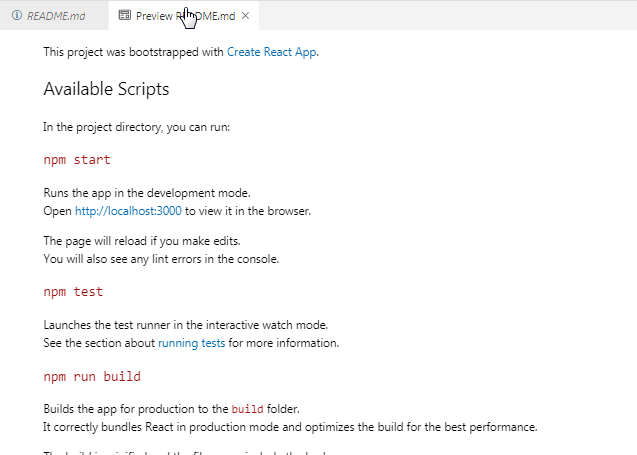 README.md
Preview README.md
This project was bootstrapped with Create React App.
Available Scripts
In the project directory, you can run:
npm start
Runs the app in the development mode.
Open http://localhost:3000 to view it in the browser.
The page will reload if you make edits.
You will also see any lint errors in the console.
npm test
Launches the test runner in the interactive watch mode.
See the section about running tests for more information.
npm run build
Builds the app for production to the build folder.
It correctly bundles React in production mode and optimizes the build for the best performance.